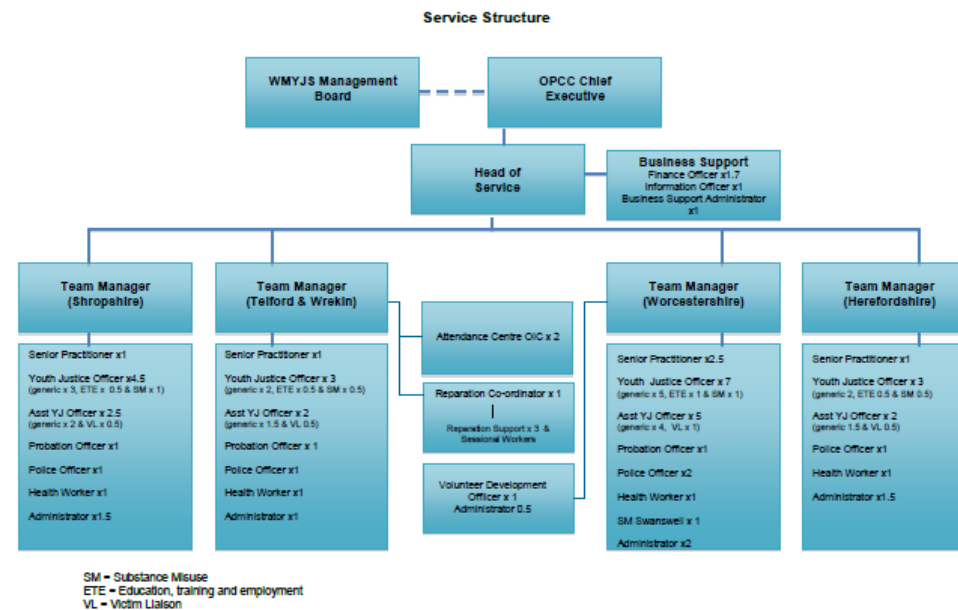 Service Structure
WMYJS Management
Board
OPCC Chief
Executive
Head of
Service
Business Support
Finance Officer x1.7
Information Officer x1
Business Support Administrator
x1
Team Manager
(Shropshire)
Team Manager
(Telford & Wrekin)
Team Manager
(Worcestershire)
Team Manager
(Herefordshire)
Senior Practitioner x1
Youth Justice Officer x4.5
(generic x 3, ETE x 0.5 & SM x 1)
Asst YJ Officer x 2.5
(generic x 2 & VL x 0.5)
Probation Officer x1
Police Officer x1
Health Worker x1
Administrator x1.5
Senior Practitioner x1
Youth Justice Officer x 3
(generic x 2, ETE x 0.5 & SM x 0.5)
Asst YJ Officer x 2
(generic x 1.5 & VL 0.5)
Probation Officer x 1
Police Officer x1
Health Worker x1
Administrator x1
Attendance Centre OIC x 2
Reparation Co-ordinator x 1
Reparation Support x 3 &
Sessional Workers
Volunteer Development
Officer x 1
Administrator 0.5
Senior Practitioner x2.5
Youth Justice Officer x 7
(generic x 5, ETE x 1 & SM x 1)
Asst YJ Officer x 5
(generic x 4, VL x 1)
Probation Officer x1
Police Officer x2
Health Worker x1
SM Swanswell x 1
Administrator x2
Senior Practitioner x1
Youth Justice Officer x 3
(generic 2, ETE 0.5 & SM 0.5)
Asst YJ Officer x 2
(generic 1.5 & VL 0.5)
Police Officer x1
Health Worker x1
Administrator x1.5
SM = Substance Misuse
ETE = Education, training and employment
VL = Victim Liaison